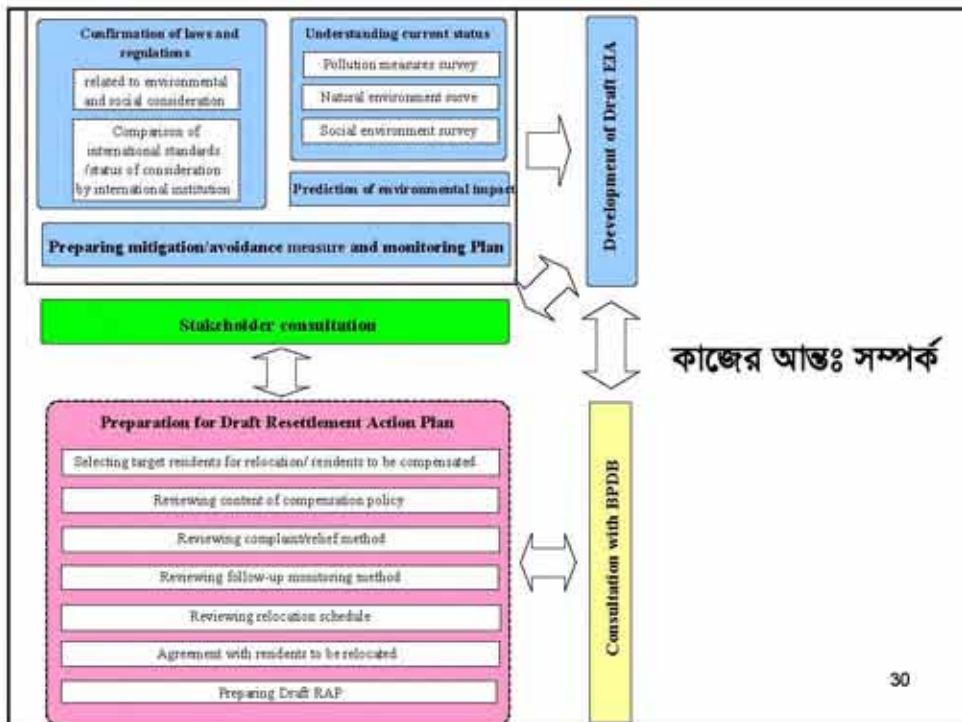 Confirmation of laws and
regulations
related to environmental
and social consideration
Comparison of
international standards
/status of consideration
by international institution
Understanding current status
Pollution measures survey
Natural environment surve
Social environment survey
Prediction of environmental impact
Preparing mitigation/avoidance measure and monitoring Plan
Development of Draft EIA
Stakeholder consultation
কাজের আন্তঃ সম্পর্ক
Preparation for Draft Resettlement Action Plan
Selecting target residents for relocation/ residents to be compensated
Reviewing content of compensation policy
Reviewing complaint/relief method
Reviewing follow-up monitoring method
Reviewing relocation schedule
Agreement with residents to be relocated
Preparing Draft RAP
Consultation with BPDB
30